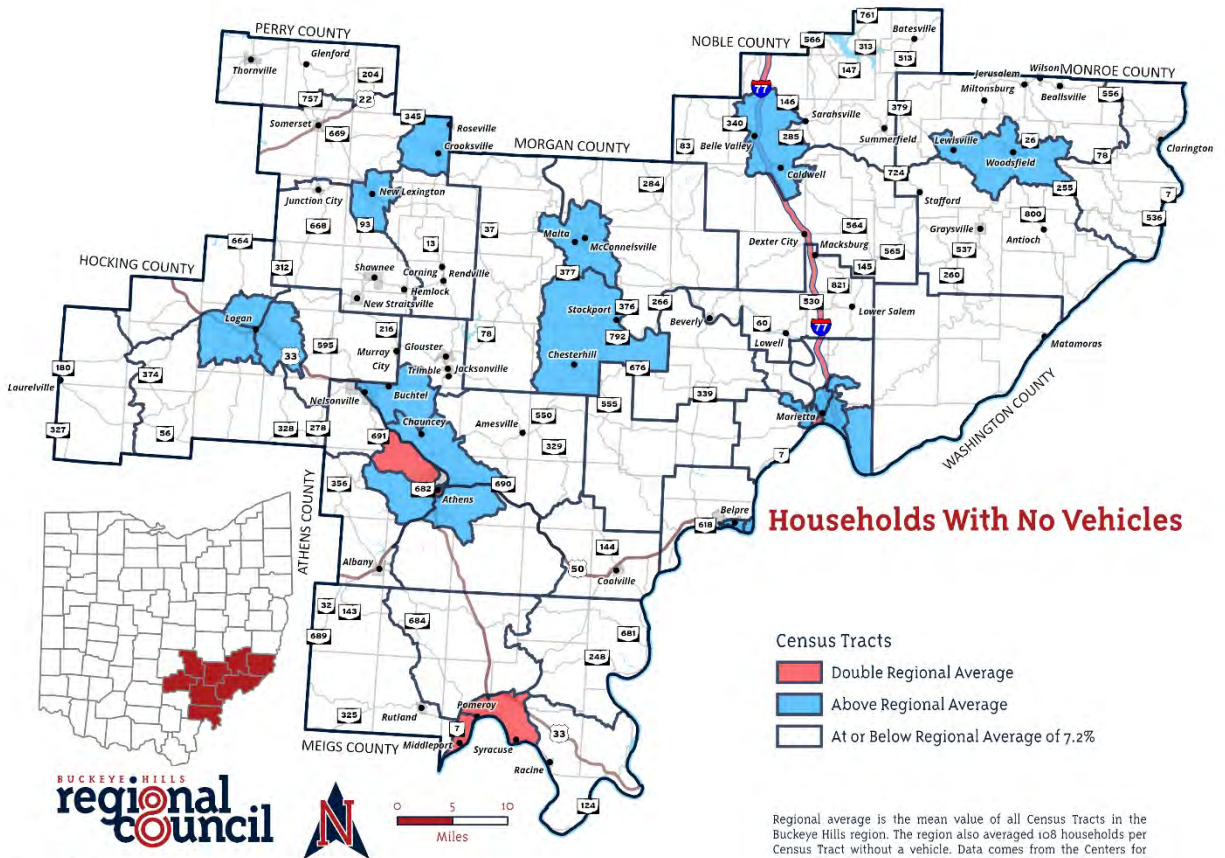 PERRY COUNTY
Glenford
Thornville
204
757
22
Somerset
669
345
Roseville
Crooksville
NOBLE COUNTY
761
566
313
Batesville
147
513
77
146
340
Sarahsville
285
Belle Valley
Caldwell
83
379
Summerfield
Jerusalem
Wilson
MONROE COUNTY
Miltonsburg
Beallsville
556
Lewisville
26
Woodsfield
Clarington
78
724
255
7
536
Stafford
800
Graysville
537
Antioch
564
565
260
MORGAN COUNTY
284
Junction City
New Lexington
93
668
13
37
Malta
McConnelsville
377
Dexter City
Macksburg
145
821
HOCKING COUNTY
664
312
Shawnee
Corning
Rendville
Hemlock
New Straitsville
Stockport
376
266
792
Beverly
530
60
Lower Salem
Lowell
77
Matamoras
Logan
33
595
216
Murray
City
78
Glouster
Trimble
Jacksonville
Chesterhill
676
180
374
Laurelville
Nelsonville
Buchtel
Chauncey
Amesville
550
329
555
339
Marietta
7
WASHINGTON COUNTY
327
56
328
278
691
356
682
690
Athens
ATHENS COUNTY
Belpre
618
144
Albany
50
Coolville
Households With No Vehicles
32
143
689
684
681
248
325
Rutland
Pomeroy
7
Middleport
Syracuse
33
Racine
124
MEIGS COUNTY
Census Tracts
Double Regional Average
Above Regional Average
At or Below Regional Average of 7.2%
BUCKEYE HILLS
regional
council
N
0 5 10
Miles
Regional average is the mean value of all Census Tracts in the
Buckeye Hills region. The region also averaged 108 households per
Census Tract without a vehicle. Data comes from the Centers for